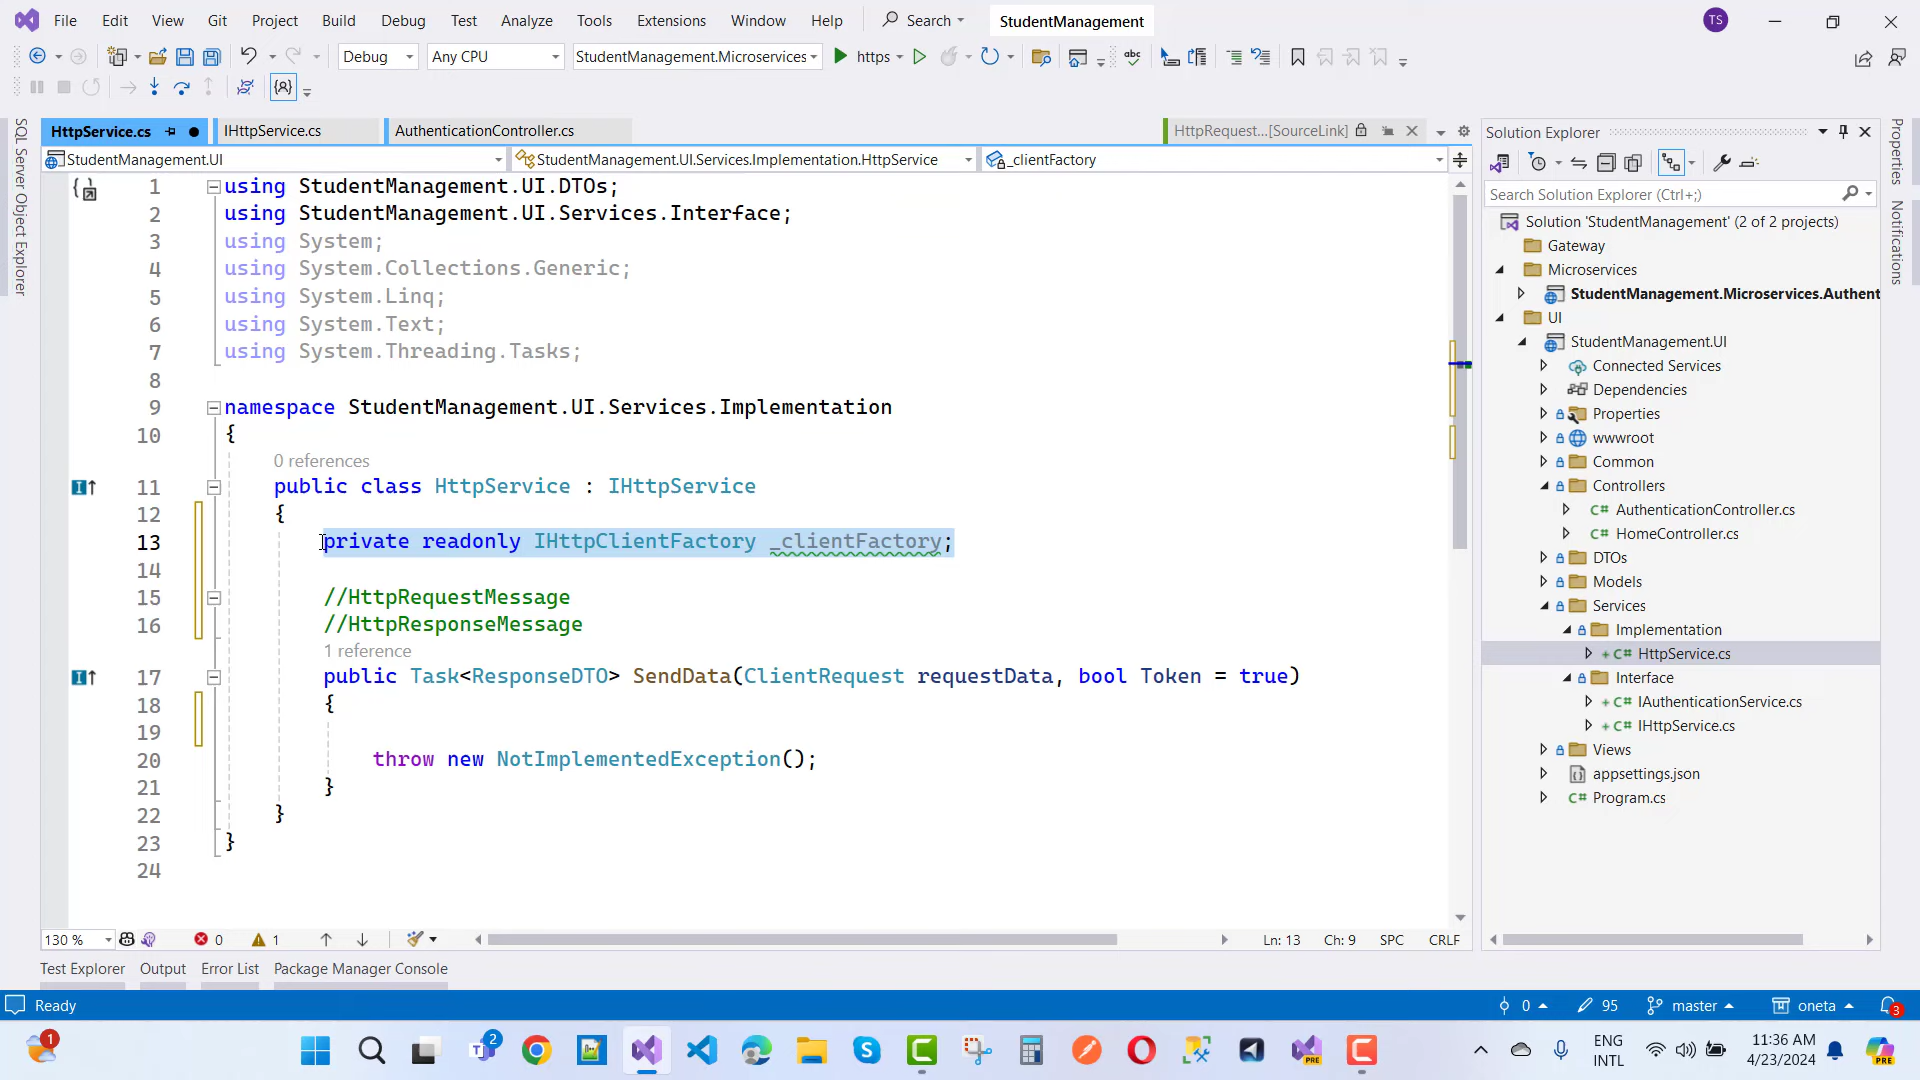 File Edit View Git Project Build Debug Test Analyze Tools Extensions Window Help Search StudentManagement TS
Debug Any CPU StudentManagement.Microservices https abc
HttpService.cs IHttpService.cs AuthenticationController.cs HttpRequest...[SourceLink]
StudentManagement.UI StudentManagement.UI.Services.Implementation.HttpService _clientFactory
1 using StudentManagement.UI.DTOs;
2 using StudentManagement.UI.Services.Interface;
3 using System;
4 using System.Collections.Generic;
5 using System.Linq;
6 using System.Text;
7 using System.Threading.Tasks;
8
9 namespace StudentManagement.UI.Services.Implementation
10 {
0 references
11 public class HttpService : IHttpService
12 {
13 private readonly IHttpClientFactory _clientFactory;
14
15 //HttpRequestMessage
16 //HttpResponseMessage
1 reference
17 public Task<ResponseDTO> SendData(ClientRequest requestData, bool Token = true)
18 {
19
20 throw new NotImplementedException();
21 }
22 }
23 }
24
130 % 0 1 Ln: 13 Ch: 9 SPC CRLF
Test Explorer Output Error List Package Manager Console
SQL Server Object Explorer
Solution Explorer
Search Solution Explorer (Ctrl+;)
Solution 'StudentManagement' (2 of 2 projects)
Gateway
Microservices
StudentManagement.Microservices.Authent
UI
StudentManagement.UI
Connected Services
Dependencies
Properties
wwwroot
Common
Controllers
C# AuthenticationController.cs
C# HomeController.cs
DTOs
Models
Services
Implementation
C# HttpService.cs
Interface
C# IAuthenticationService.cs
C# IHttpService.cs
Views
appsettings.json
C# Program.cs
Properties
Notifications
Ready 0 95 master oneta 3
1 2 PRE ENG INTL 11:36 AM 4/23/2024 PRE